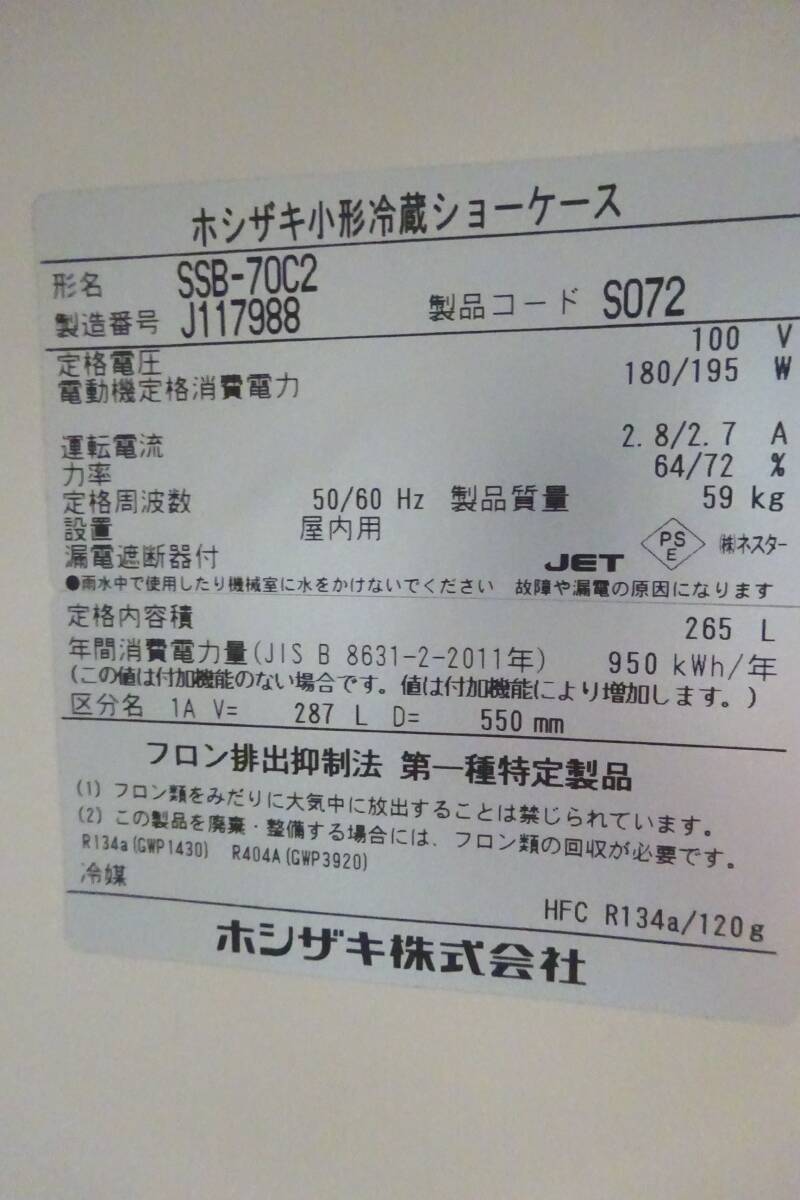 ホシザキ小形冷蔵ショーケース
形名 SSB-70C2
製造番号 J117988 製品コード S072
定格電圧 100 V
電動機定格消費電力 180/195 W
運転電流 2.8/2.7 A
力率 64/72 %
定格周波数 50/60 Hz 製品質量 59 kg
設置 屋内用
漏電遮断器付 JET PSE ㈱ネスター
●雨水中で使用したり機械室に水をかけないでください 故障や漏電の原因になります
定格内容積 265 L
年間消費電力量(JIS B 8631-2-2011年) 950 kWh/年
(この値は付加機能のない場合です。値は付加機能により増加します。)
区分名 1A V= 287 L D= 550 mm
フロン排出抑制法 第一種特定製品
(1) フロン類をみだりに大気中に放出することは禁じられています。
(2) この製品を廃棄・整備する場合には、フロン類の回収が必要です。
R134a(GWP1430) R404A(GWP3920)
冷媒 HFC R134a/120g
ホシザキ株式会社